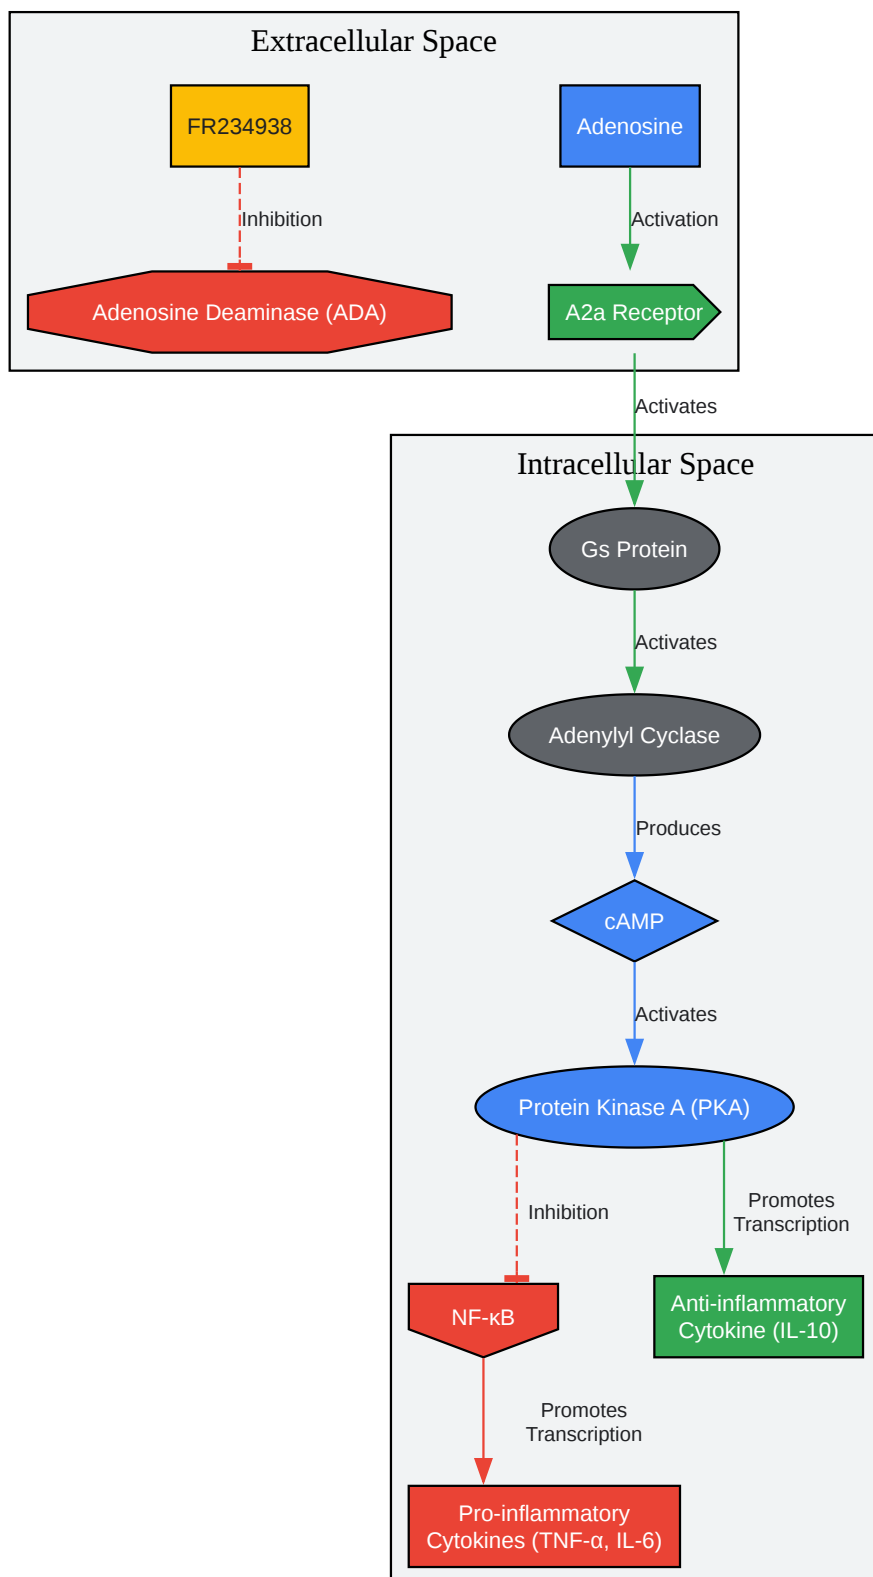 Extracellular Space
FR234938
Adenosine
Inhibition
Activation
Adenosine Deaminase (ADA)
A2a Receptor
Activates
Intracellular Space
Gs Protein
Activates
Adenylyl Cyclase
Produces
cAMP
Activates
Protein Kinase A (PKA)
Inhibition
Promotes
Transcription
NF-κB
Anti-inflammatory
Cytokine (IL-10)
Promotes
Transcription
Pro-inflammatory
Cytokines (TNF-α, IL-6)